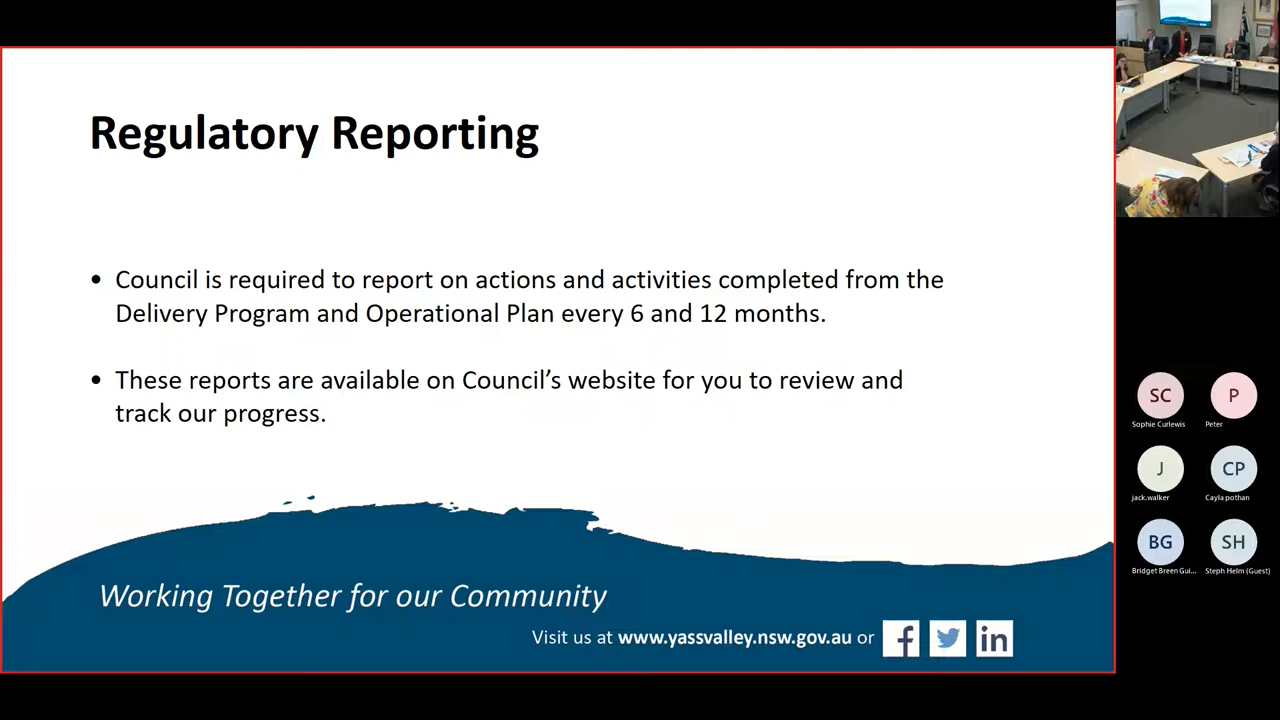 Regulatory Reporting
• Council is required to report on actions and activities completed from the
Delivery Program and Operational Plan every 6 and 12 months.
• These reports are available on Council’s website for you to review and
track our progress.
Working Together for our Community
Visit us at www.yassvalley.nsw.gov.au or
SC
Sophie Curlewis
P
Peter
J
jack.walker
CP
Cayla pothan
BG
Bridget Breen Gui...
SH
Steph Helm (Guest)